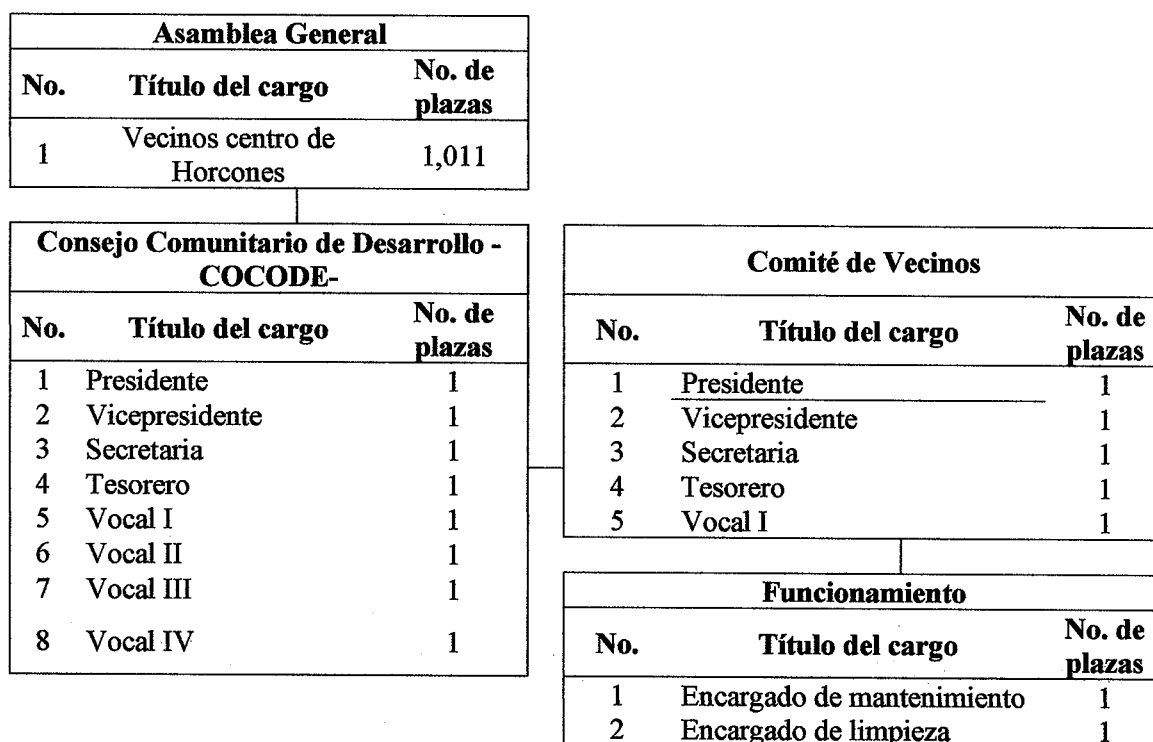 Asamblea General
No. Título del cargo No. de plazas
1 Vecinos centro de Horcones 1,011
Consejo Comunitario de Desarrollo -
COCODE-
No. Título del cargo No. de plazas
1 Presidente 1
2 Vicepresidente 1
3 Secretaria 1
4 Tesorero 1
5 Vocal I 1
6 Vocal II 1
7 Vocal III 1
8 Vocal IV 1
Comité de Vecinos
No. Título del cargo No. de plazas
1 Presidente 1
2 Vicepresidente 1
3 Secretaria 1
4 Tesorero 1
5 Vocal I 1
Funcionamiento
No. Título del cargo No. de plazas
1 Encargado de mantenimiento 1
2 Encargado de limpieza 1